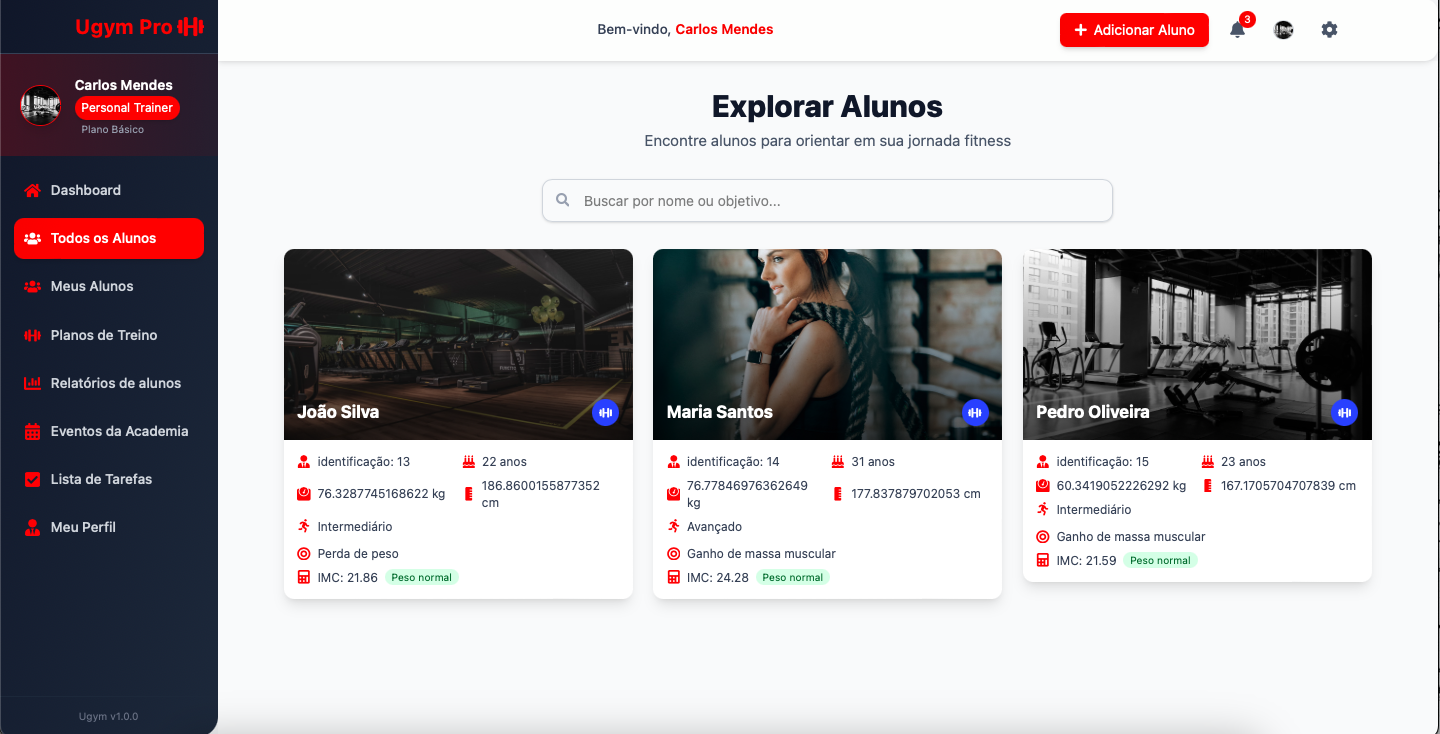 Ugym Pro
Bem-vindo, Carlos Mendes
Adicionar Aluno
3
Carlos Mendes
Personal Trainer
Plano Básico
Dashboard
Todos os Alunos
Meus Alunos
Planos de Treino
Relatórios de alunos
Eventos da Academia
Lista de Tarefas
Meu Perfil
Ugym v1.0.0
Explorar Alunos
Encontre alunos para orientar em sua jornada fitness
Buscar por nome ou objetivo...
João Silva
identificação: 13
22 anos
76.3287745168622 kg
186.8600155877352
cm
Intermediário
Perda de peso
IMC: 21.86 Peso normal
Maria Santos
identificação: 14
31 anos
76.77846976362649
kg
177.837879702053 cm
Avançado
Ganho de massa muscular
IMC: 24.28 Peso normal
Pedro Oliveira
identificação: 15
23 anos
60.3419052226292 kg
167.1705704707839 cm
Intermediário
Ganho de massa muscular
IMC: 21.59 Peso normal